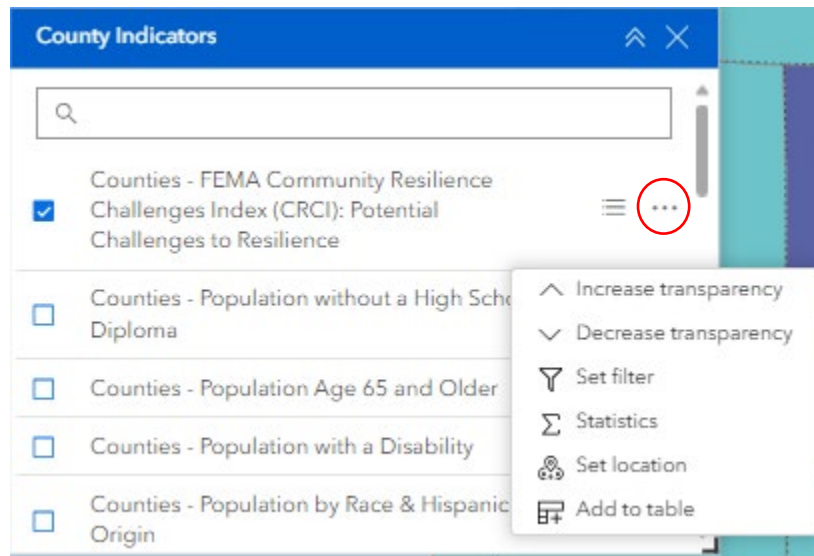 County Indicators
Counties - FEMA Community Resilience
Challenges Index (CRCI): Potential
Challenges to Resilience
Counties - Population without a High
Diploma
Counties - Population Age 65 and Older
Counties - Population with a Disability
Counties - Population by Race & Hispanic
Origin
Increase transparency
Decrease transparency
Set filter
Statistics
Set location
Add to table